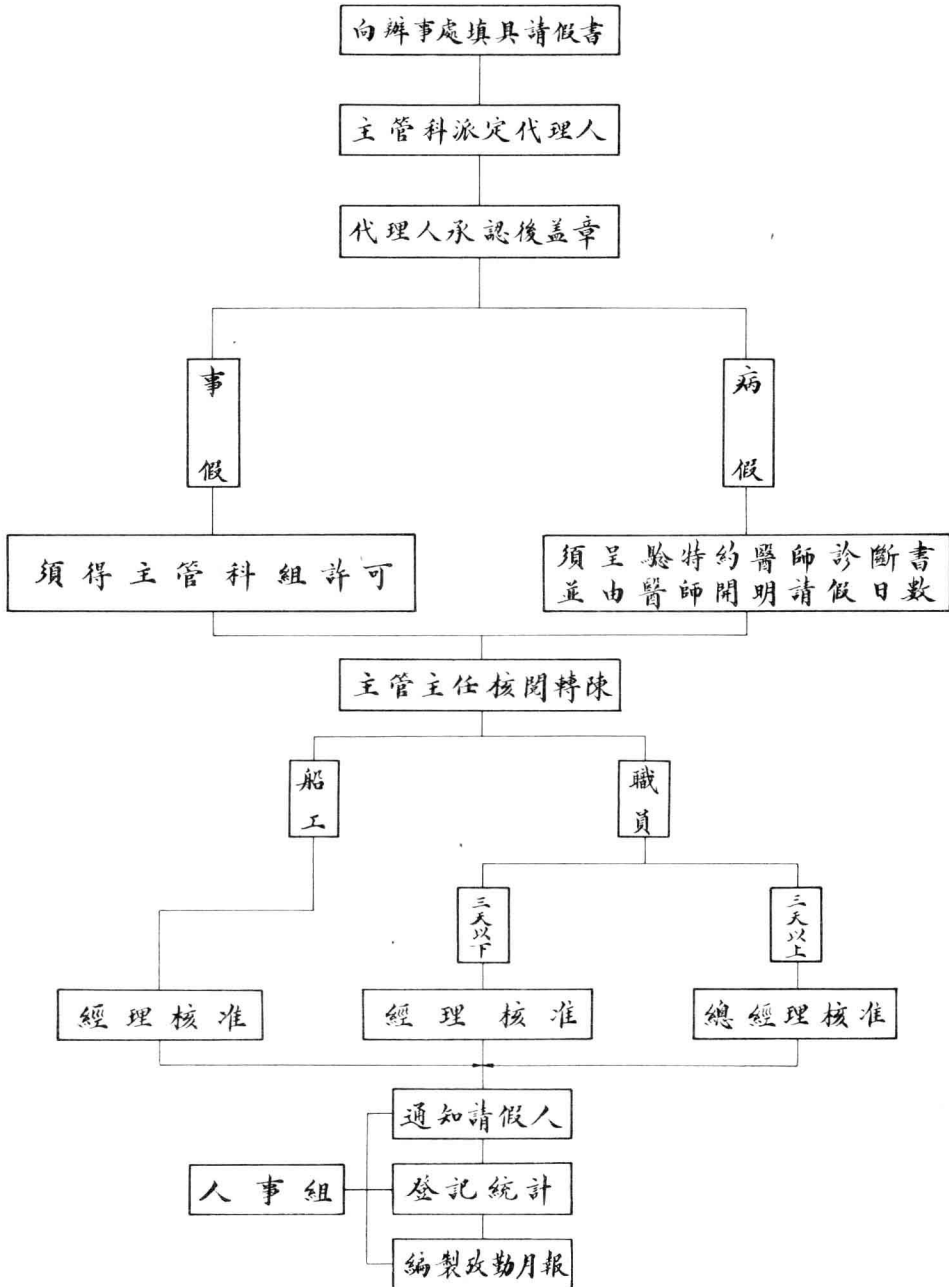 向辦事處填具請假書
主管科派定代理人
代理人承認後盖章
事假
病假
須得主管科組許可
須呈驗特約醫師診斷書
並由醫師開明請假日数
主管主任核閱轉陳
船工
職員
三天以下
三天以上
經理核准
經理核准
總經理核准
通知請假人
人事組
登記統計
編製攷勤月報